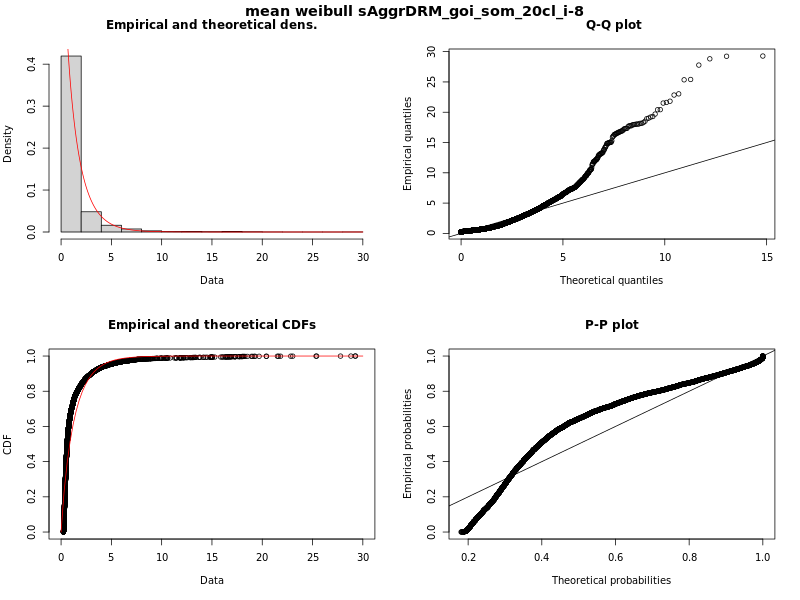 mean weibull sAggrDRM_goi_som_20cl_i-8
Empirical and theoretical dens.
Density
0.0 0.1 0.2 0.3 0.4
0 5 10 15 20 25 30
Data
Q-Q plot
Empirical quantiles
0 5 10 15 20 25 30
0 5 10 15
Theoretical quantiles
Empirical and theoretical CDFs
CDF
0.0 0.2 0.4 0.6 0.8 1.0
0 5 10 15 20 25 30
Data
P-P plot
Empirical probabilities
0.0 0.2 0.4 0.6 0.8 1.0
0.2 0.4 0.6 0.8 1.0
Theoretical probabilities